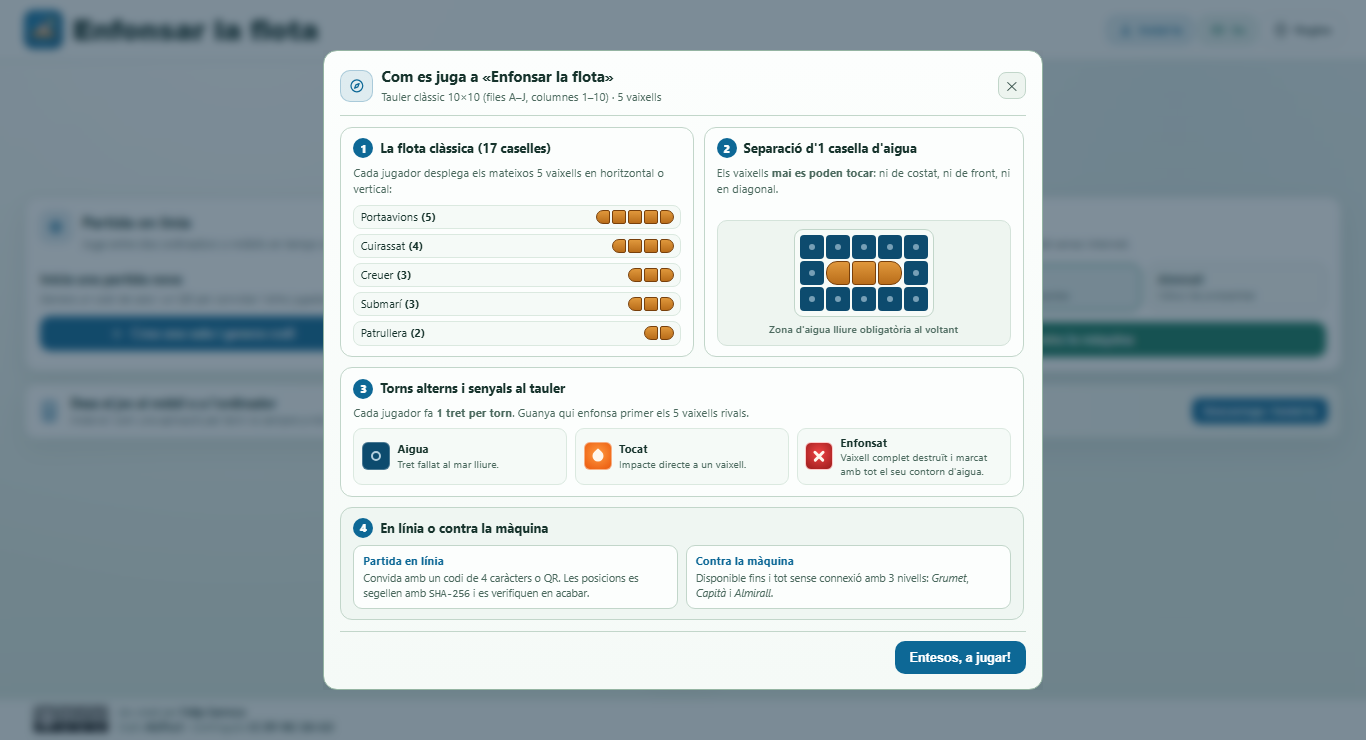 Enfonsar la flota
Com es juga a «Enfonsar la flota»
Tauler clàssic 10×10 (files A–J, columnes 1–10) · 5 vaixells
1 La flota clàssica (17 caselles)
Cada jugador desplega els mateixos 5 vaixells en horitzontal o
vertical:
Portaavions (5)
Cuirassat (4)
Creuer (3)
Submarí (3)
Patrullera (2)
2 Separació d'1 casella d'aigua
Els vaixells mai es poden tocar: ni de costat, ni de front, ni
en diagonal.
Zona d'aigua lliure obligatòria al voltant
3 Torns alterns i senyals al tauler
Cada jugador fa 1 tret per torn. Guanya qui enfonsa primer els 5 vaixells rivals.
Aigua
Tret fallat al mar lliure.
Tocat
Impacte directe a un vaixell.
Enfonsat
Vaixell complet destruït i marcat
amb tot el seu contorn d'aigua.
4 En línia o contra la màquina
Partida en línia
Convida amb un codi de 4 caràcters o QR. Les posicions es
segellen amb SHA-256 i es verifiquen en acabar.
Contra la màquina
Disponible fins i tot sense connexió amb 3 nivells: Grumet,
Capità i Almirall.
Entesos, a jugar!